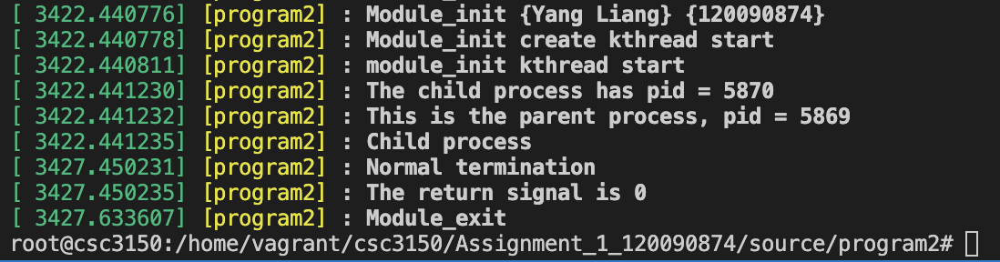 [ 3422.440776] [program2] : Module_init {Yang Liang} {120090874}
[ 3422.440778] [program2] : Module_init create kthread start
[ 3422.440811] [program2] : module_init kthread start
[ 3422.441230] [program2] : The child process has pid = 5870
[ 3422.441232] [program2] : This is the parent process, pid = 5869
[ 3422.441235] [program2] : Child process
[ 3427.450231] [program2] : Normal termination
[ 3427.450235] [program2] : The return signal is 0
[ 3427.633607] [program2] : Module_exit
root@csc3150:/home/vagrant/csc3150/Assignment_1_120090874/source/program2#